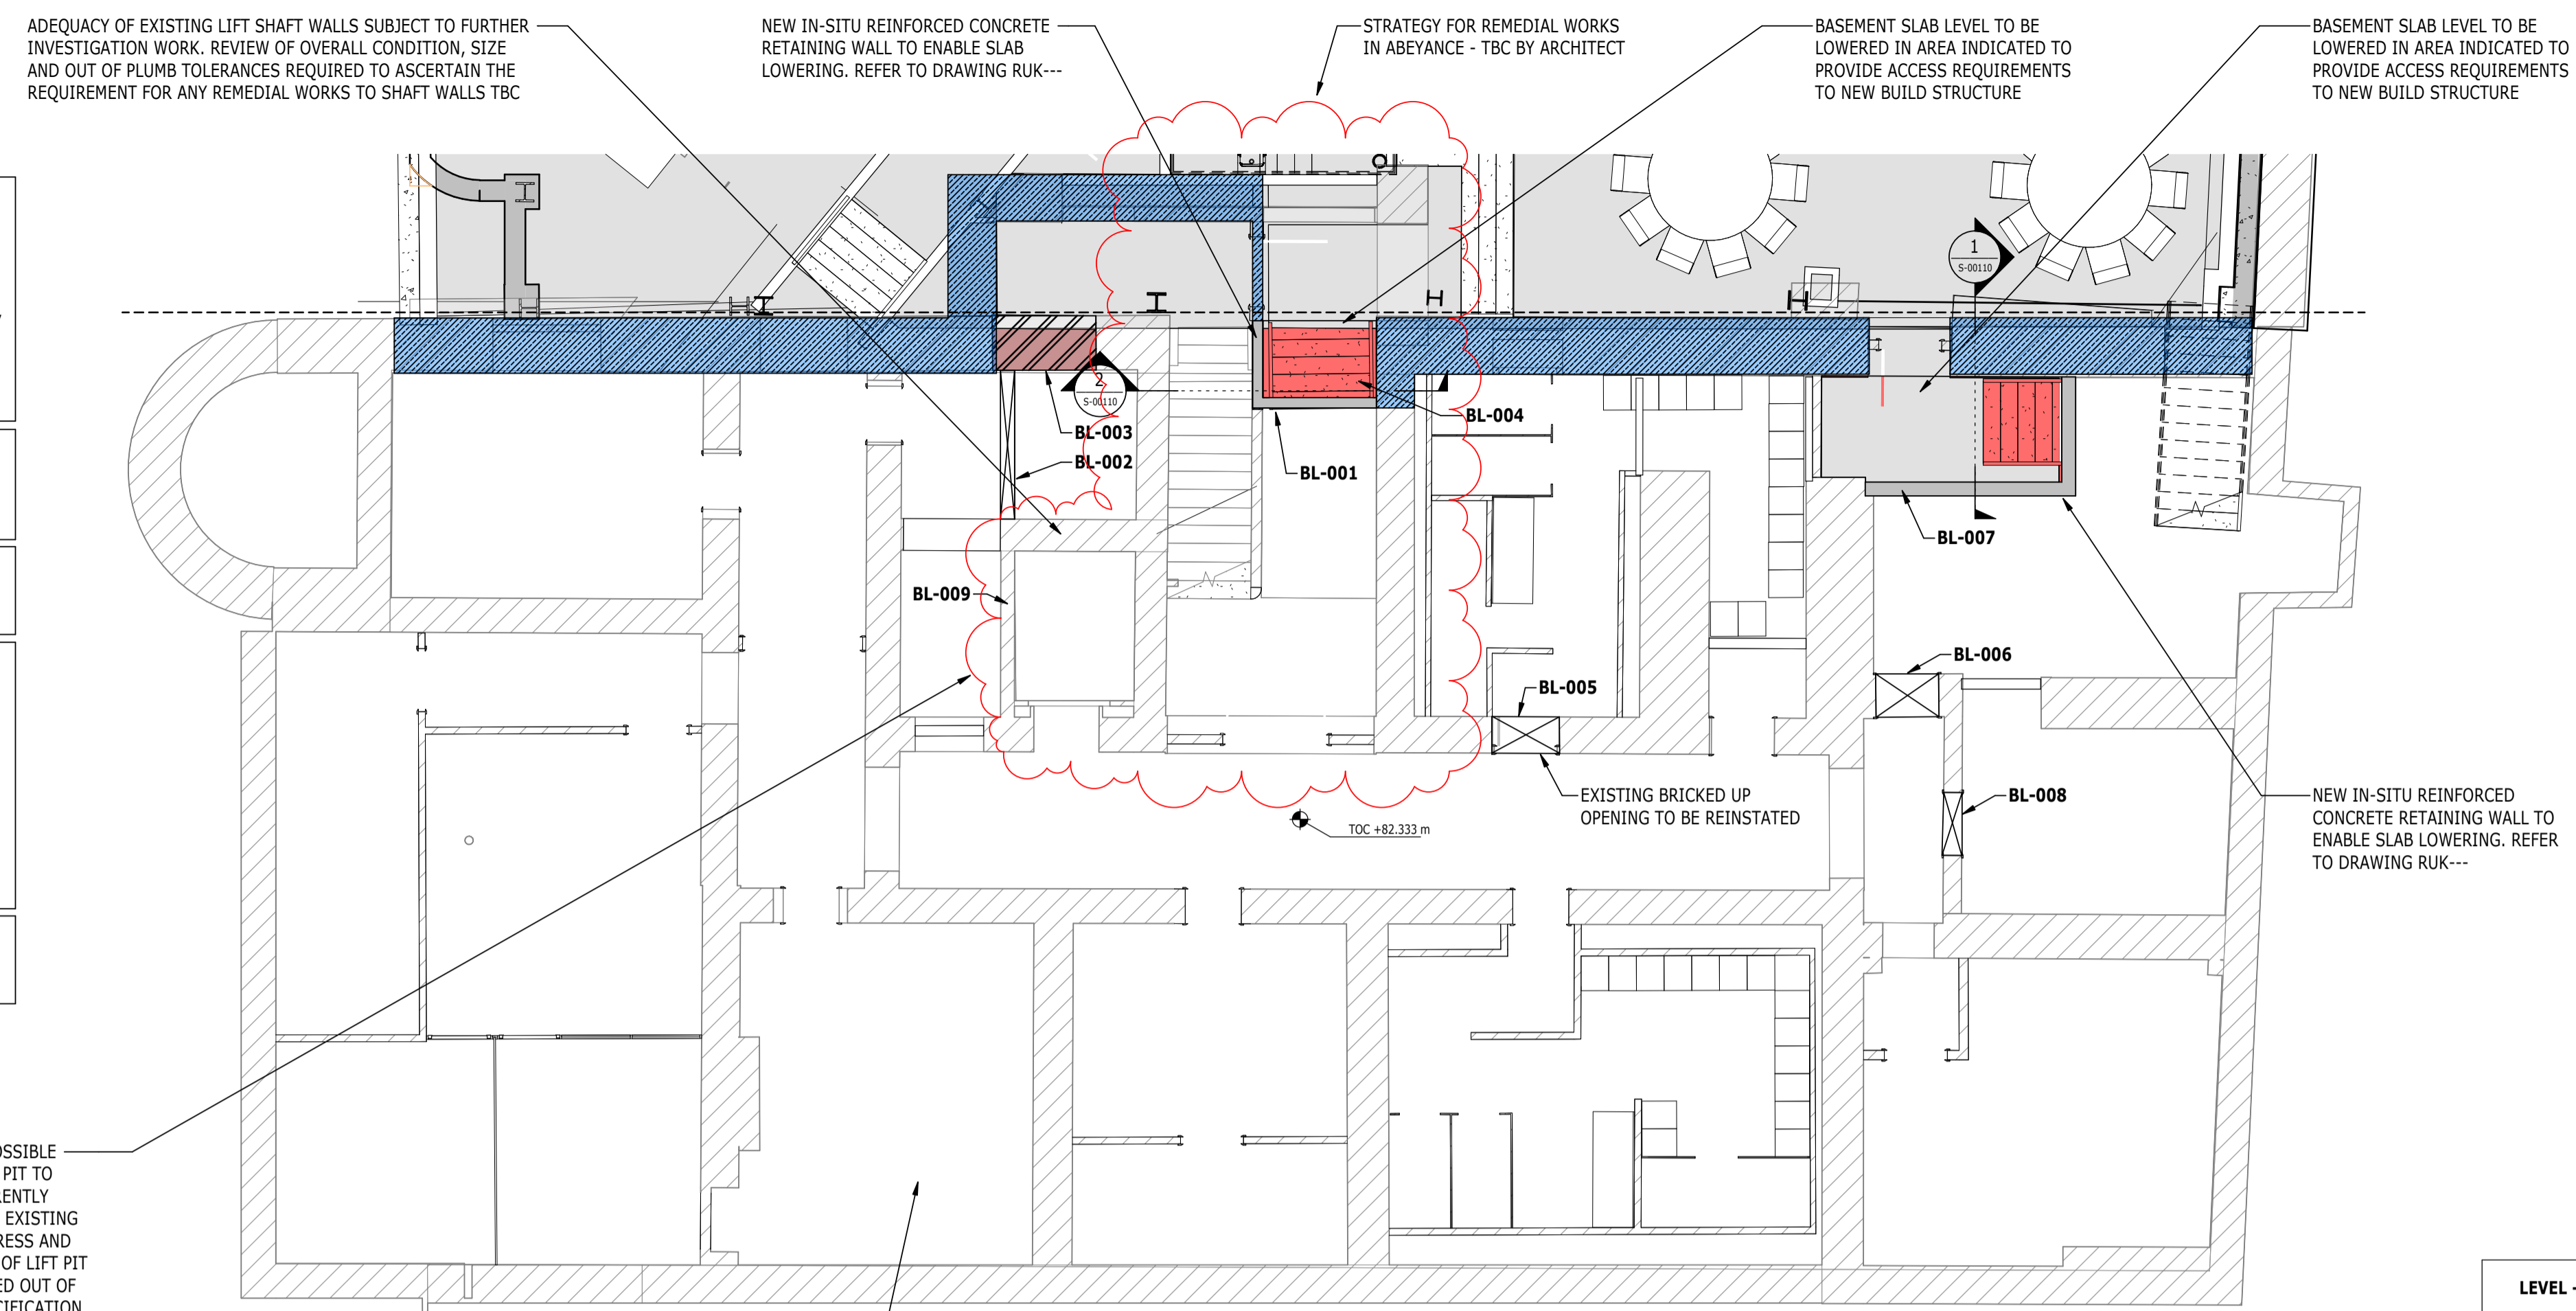 ADEQUACY OF EXISTING LIFT SHAFT WALLS SUBJECT TO FURTHER
INVESTIGATION WORK. REVIEW OF OVERALL CONDITION, SIZE
AND OUT OF PLUMB TOLERANCES REQUIRED TO ASCERTAIN THE
REQUIREMENT FOR ANY REMEDIAL WORKS TO SHAFT WALLS TBC
NEW IN-SITU REINFORCED CONCRETE
RETAINING WALL TO ENABLE SLAB
LOWERING. REFER TO DRAWING RUK---
STRATEGY FOR REMEDIAL WORKS
IN ABEYANCE - TBC BY ARCHITECT
BASEMENT SLAB LEVEL TO BE
LOWERED IN AREA INDICATED TO
PROVIDE ACCESS REQUIREMENTS
TO NEW BUILD STRUCTURE
BASEMENT SLAB LEVEL TO BE
LOWERED IN AREA INDICATED TO
PROVIDE ACCESS REQUIREMENTS
TO NEW BUILD STRUCTURE
1
S-00110
2
S-00110
BL-003
BL-002
BL-004
BL-001
BL-007
BL-009
BL-006
BL-005
BL-008
EXISTING BRICKED UP
OPENING TO BE REINSTATED
TOC +82.333 m
NEW IN-SITU REINFORCED
CONCRETE RETAINING WALL TO
ENABLE SLAB LOWERING. REFER
TO DRAWING RUK---
OSSIBLE
PIT TO
RENTLY
EXISTING
RESS AND
OF LIFT PIT
ED OUT OF
CIFICATION
LEVEL -